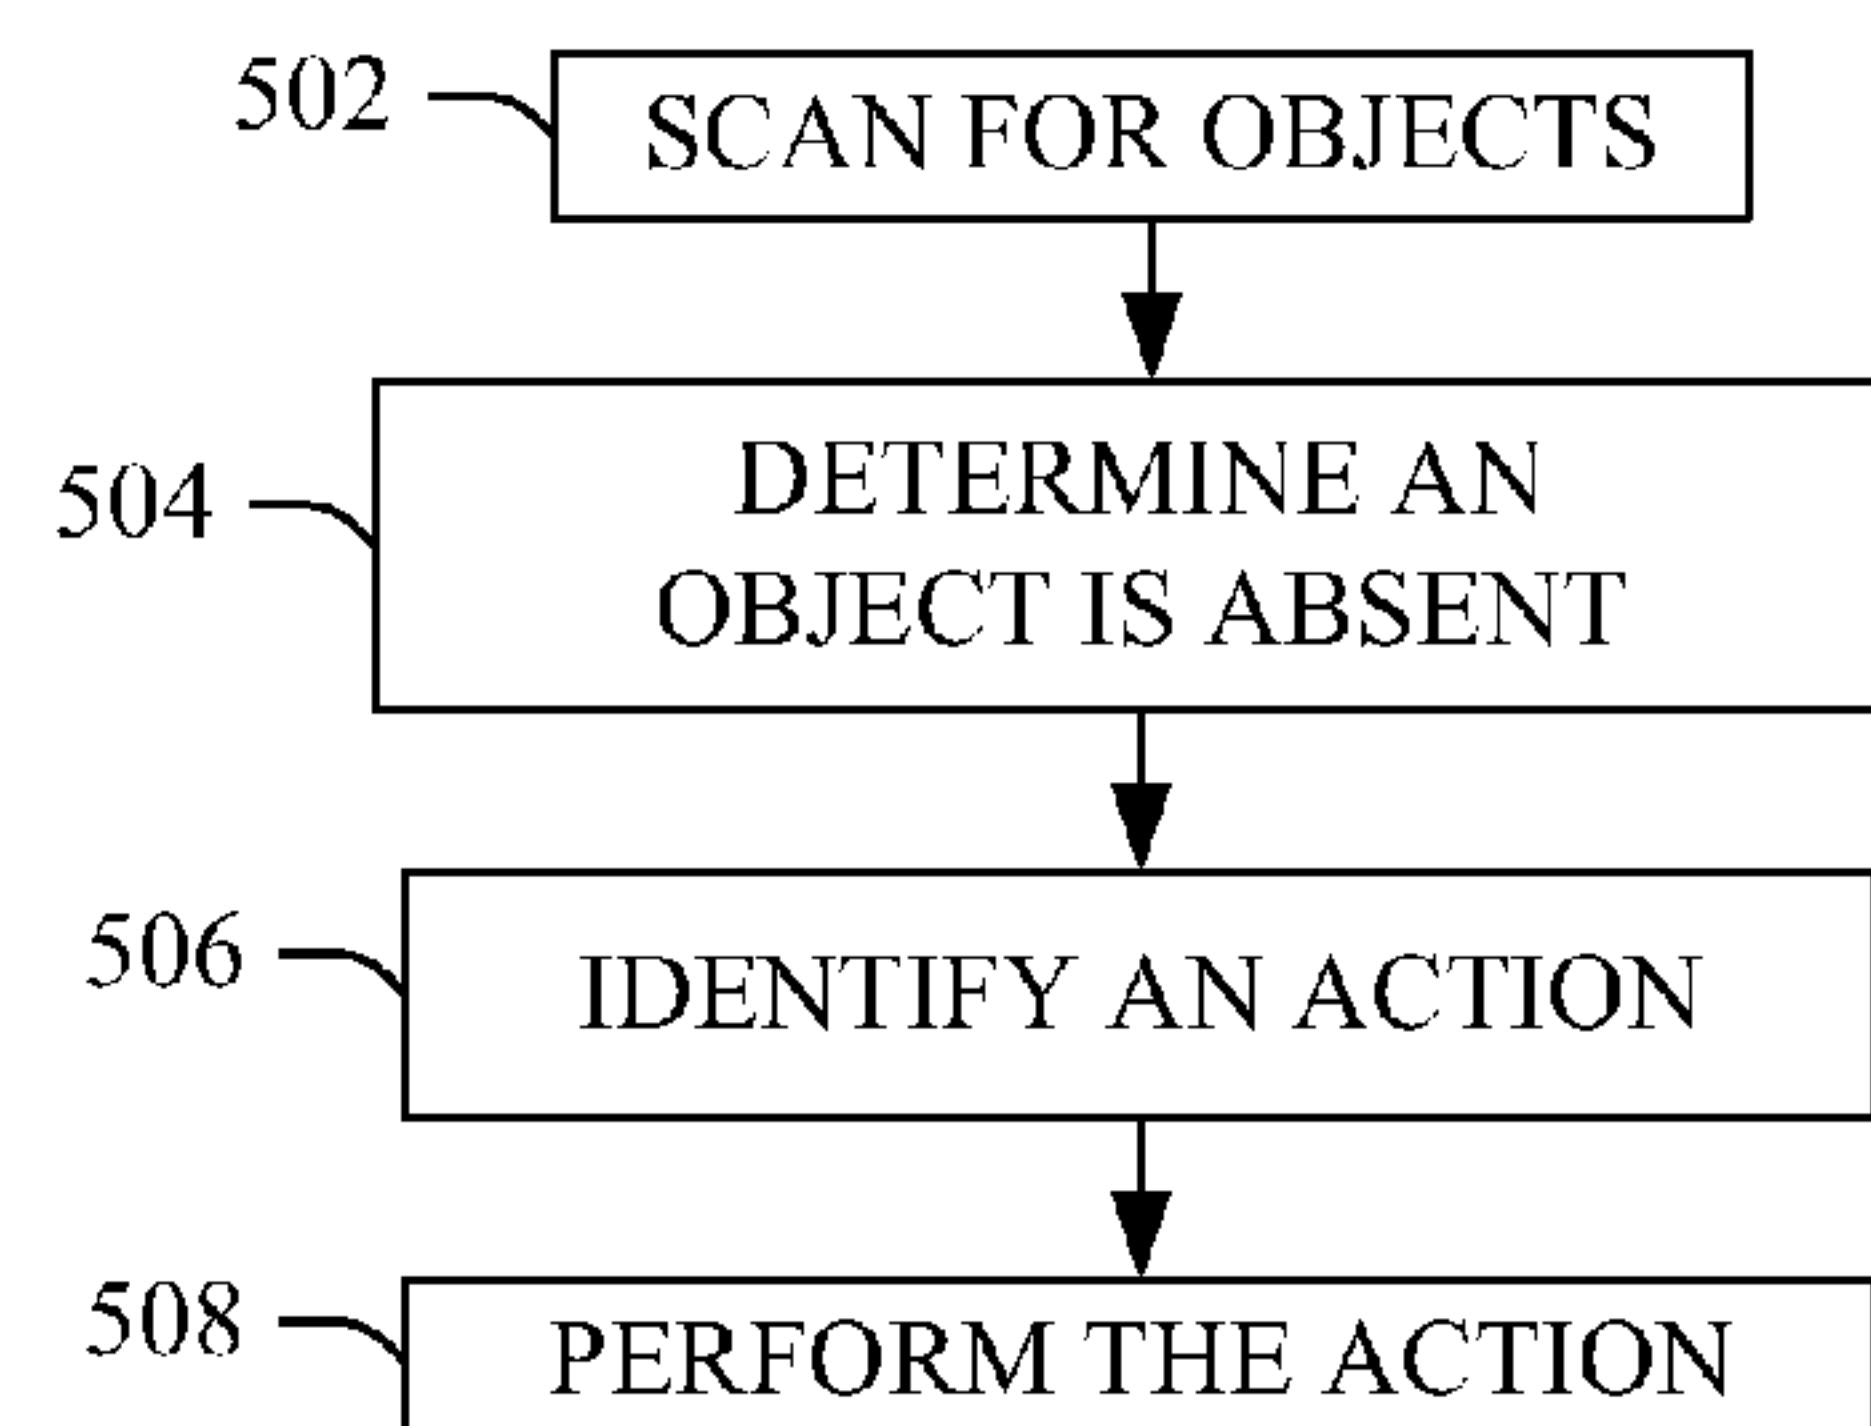 502
SCAN FOR OBJECTS
504
DETERMINE AN
OBJECT IS ABSENT
506
IDENTIFY AN ACTION
508
PERFORM THE ACTION